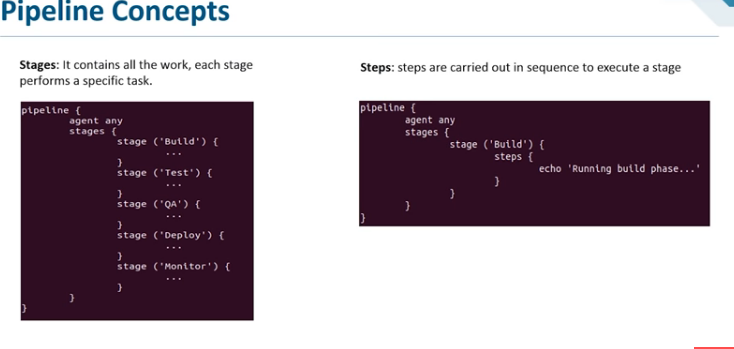 Pipeline Concepts
Stages: It contains all the work, each stage
performs a specific task.
pipeline {
agent any
stages {
stage ('Build') {
...
}
stage ('Test') {
...
}
stage ('QA') {
...
}
stage ('Deploy') {
...
}
stage ('Monitor') {
...
}
}
}
Steps: steps are carried out in sequence to execute a stage
pipeline {
agent any
stages {
stage ('Build') {
steps {
echo 'Running build phase...'
}
}
}
}